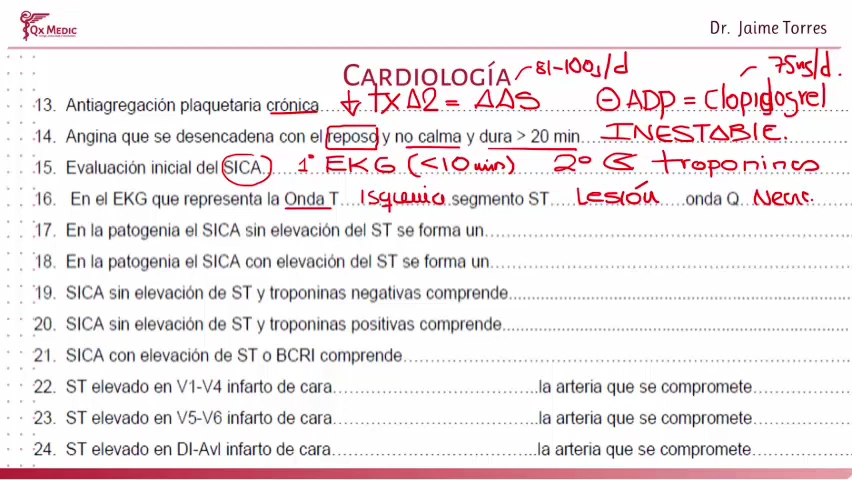 Qx MEDIC
Dr. Jaime Torres
CARDIOLOGÍA
81-100g/d 75mg/d.
13. Antiagregación plaquetaria crónica ↓ TXA2 = AAS ⊖ ADP = Clopidogrel
14. Angina que se desencadena con el reposo y no calma y dura > 20 min. INESTABLE.
15. Evaluación inicial del SICA 1° EKG (<10 min) 2° troponinas
16. En el EKG que representa la Onda T Isquemia segmento ST Lesión onda Q Necr.
17. En la patogenia el SICA sin elevación del ST se forma un
18. En la patogenia el SICA con elevación del ST se forma un
19. SICA sin elevación de ST y troponinas negativas comprende
20. SICA sin elevación de ST y troponinas positivas comprende
21. SICA con elevación de ST o BCRI comprende
22. ST elevado en V1-V4 infarto de cara la arteria que se compromete
23. ST elevado en V5-V6 infarto de cara la arteria que se compromete
24. ST elevado en DI-Avl infarto de cara la arteria que se compromete